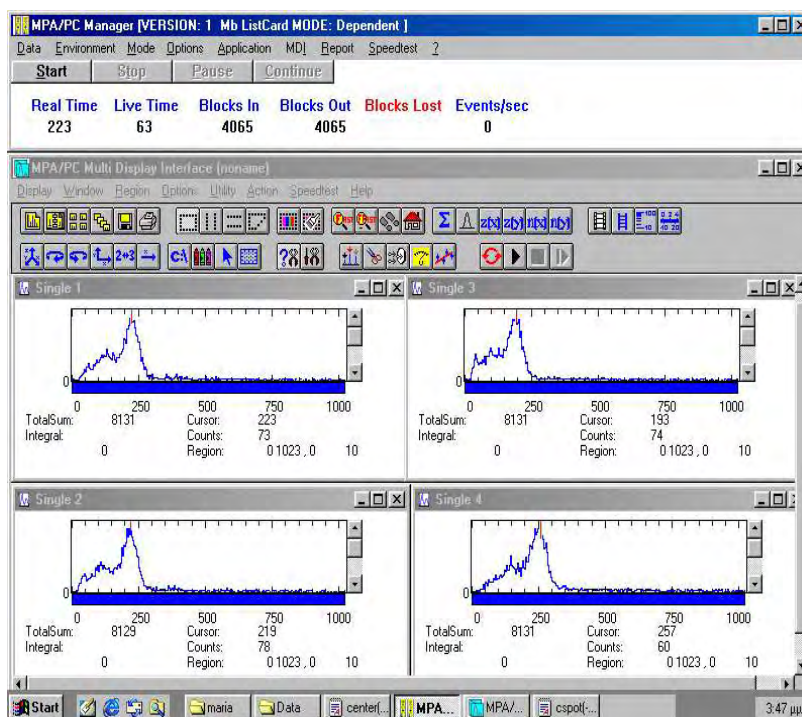 MPA/PC Manager [VERSION: 1 Mb ListCard MODE: Dependent ]
Data Environment Mode Options Application MDI Report Speedtest ?
Start Stop Pause Continue
Real Time Live Time Blocks In Blocks Out Blocks Lost Events/sec
223 63 4065 4065 0
MPA/PC Multi Display Interface (noname)
Display Window Region Options Utility Action Speedtest Help
Σ z(x) z(y) n(x) n(y)
2↔3 C:\
Single 1
0
250 500 750 1000
TotalSum: 8131 Cursor: 223
Integral: Counts: 73
0 Region: 0 1023 , 0 10
Single 3
0
250 500 750 1000
TotalSum: 8131 Cursor: 193
Integral: Counts: 74
0 Region: 0 1023 , 0 10
Single 2
0
250 500 750 1000
TotalSum: 8129 Cursor: 219
Integral: Counts: 78
0 Region: 0 1023 , 0 10
Single 4
0
250 500 750 1000
TotalSum: 8131 Cursor: 257
Integral: Counts: 60
0 Region: 0 1023 , 0 10
Start maria Data center(... MPA... MPA/... cspot(-... 3:47 μμ